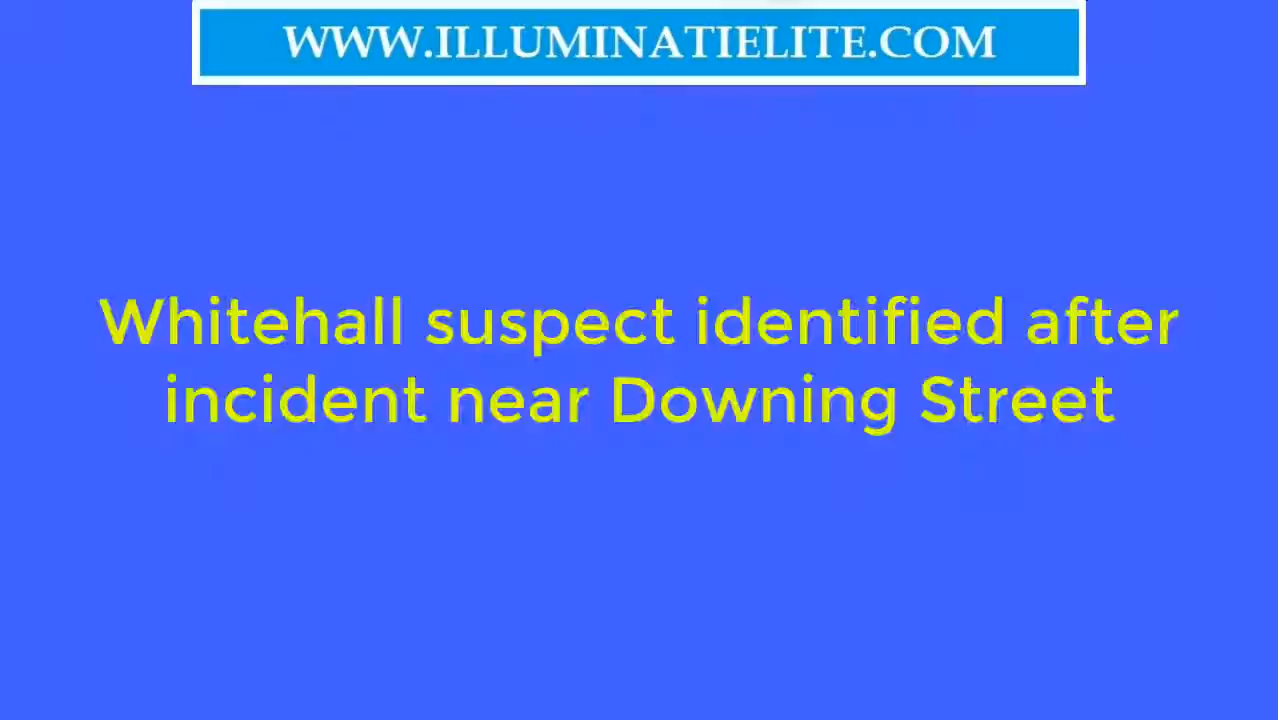 WWW.ILLUMINATIELITE.COM
Whitehall suspect identified after
incident near Downing Street